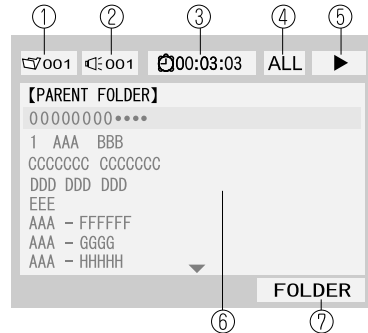 ① ② ③ ④ ⑤
001 001 00:03:03 ALL ▶
【PARENT FOLDER】
00000000••••
1 AAA BBB
CCCCCCC CCCCCCC
DDD DDD DDD
EEE
AAA – FFFFFF
AAA – GGGG
AAA – HHHHH
FOLDER
⑥ ⑦